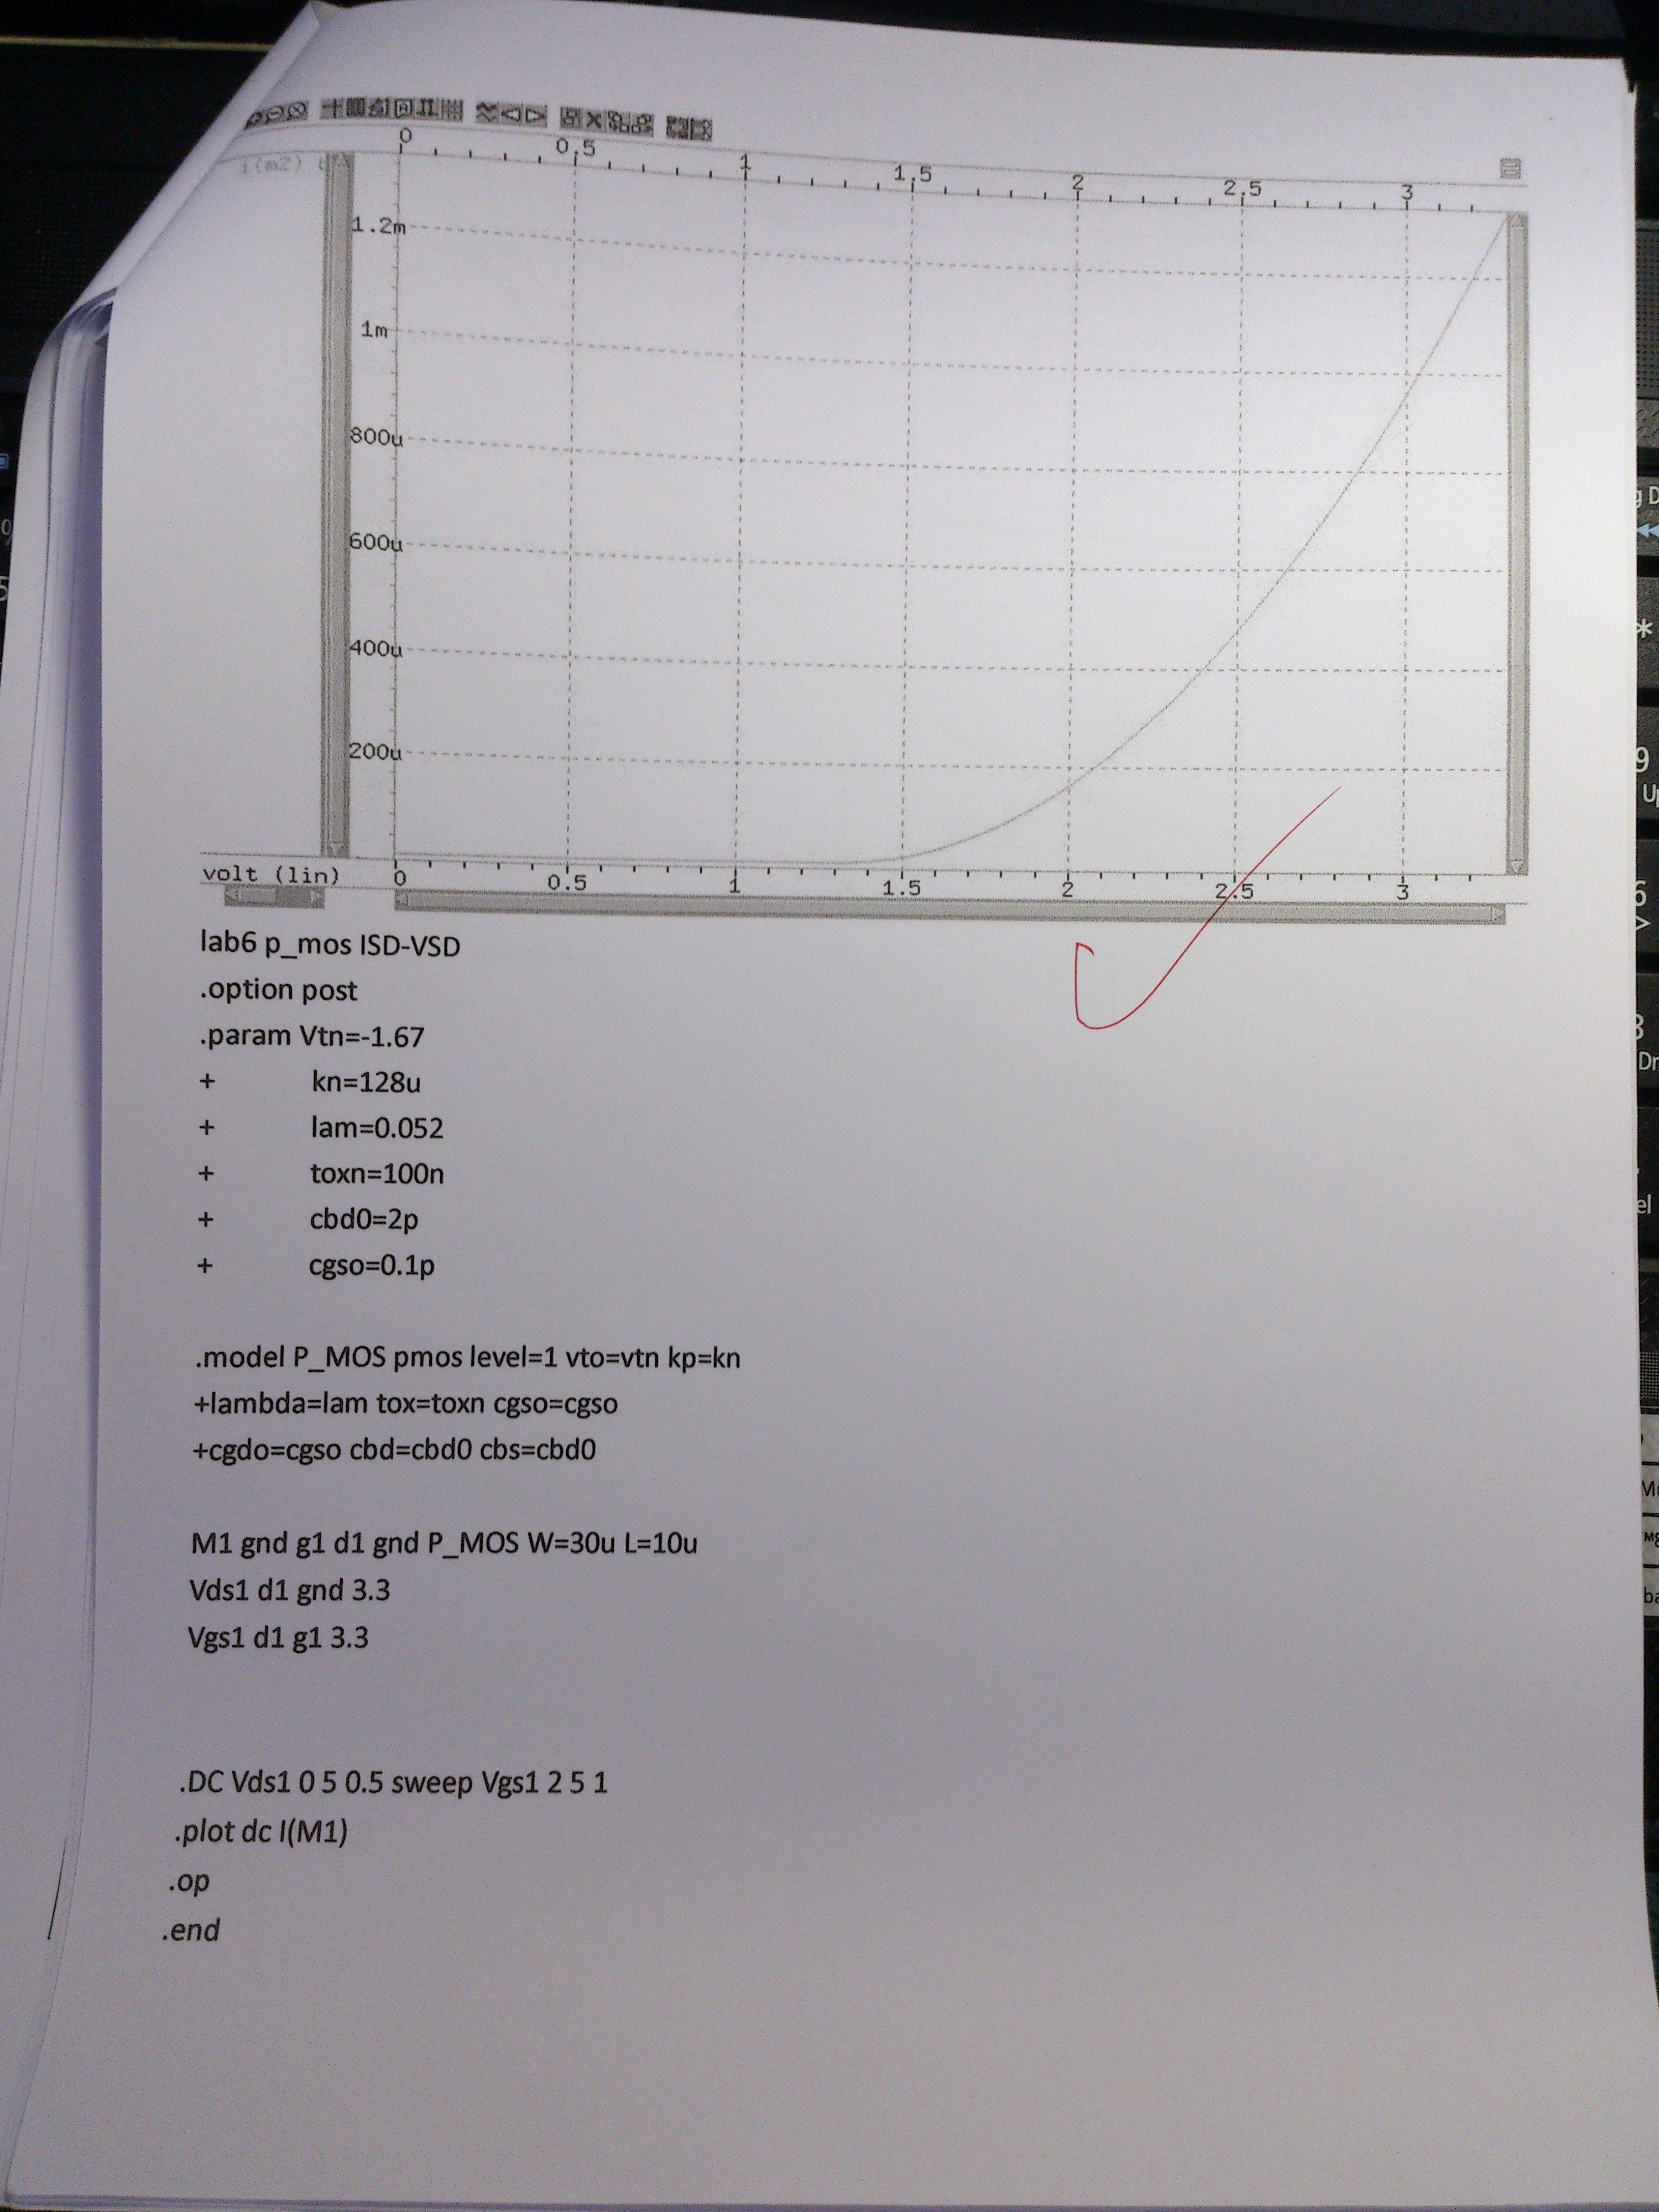 0 0.5 1 1.5 2 2.5 3
i(m2)
1.2m
1m
800u
600u
400u
200u
volt (lin) 0 0.5 1 1.5 2 2.5 3
lab6 p_mos ISD-VSD
.option post
.param Vtn=-1.67
+ kn=128u
+ lam=0.052
+ toxn=100n
+ cbd0=2p
+ cgso=0.1p
.model P_MOS pmos level=1 vto=vtn kp=kn
+lambda=lam tox=toxn cgso=cgso
+cgdo=cgso cbd=cbd0 cbs=cbd0
M1 gnd g1 d1 gnd P_MOS W=30u L=10u
Vds1 d1 gnd 3.3
Vgs1 d1 g1 3.3
.DC Vds1 0 5 0.5 sweep Vgs1 2 5 1
.plot dc I(M1)
.op
.end